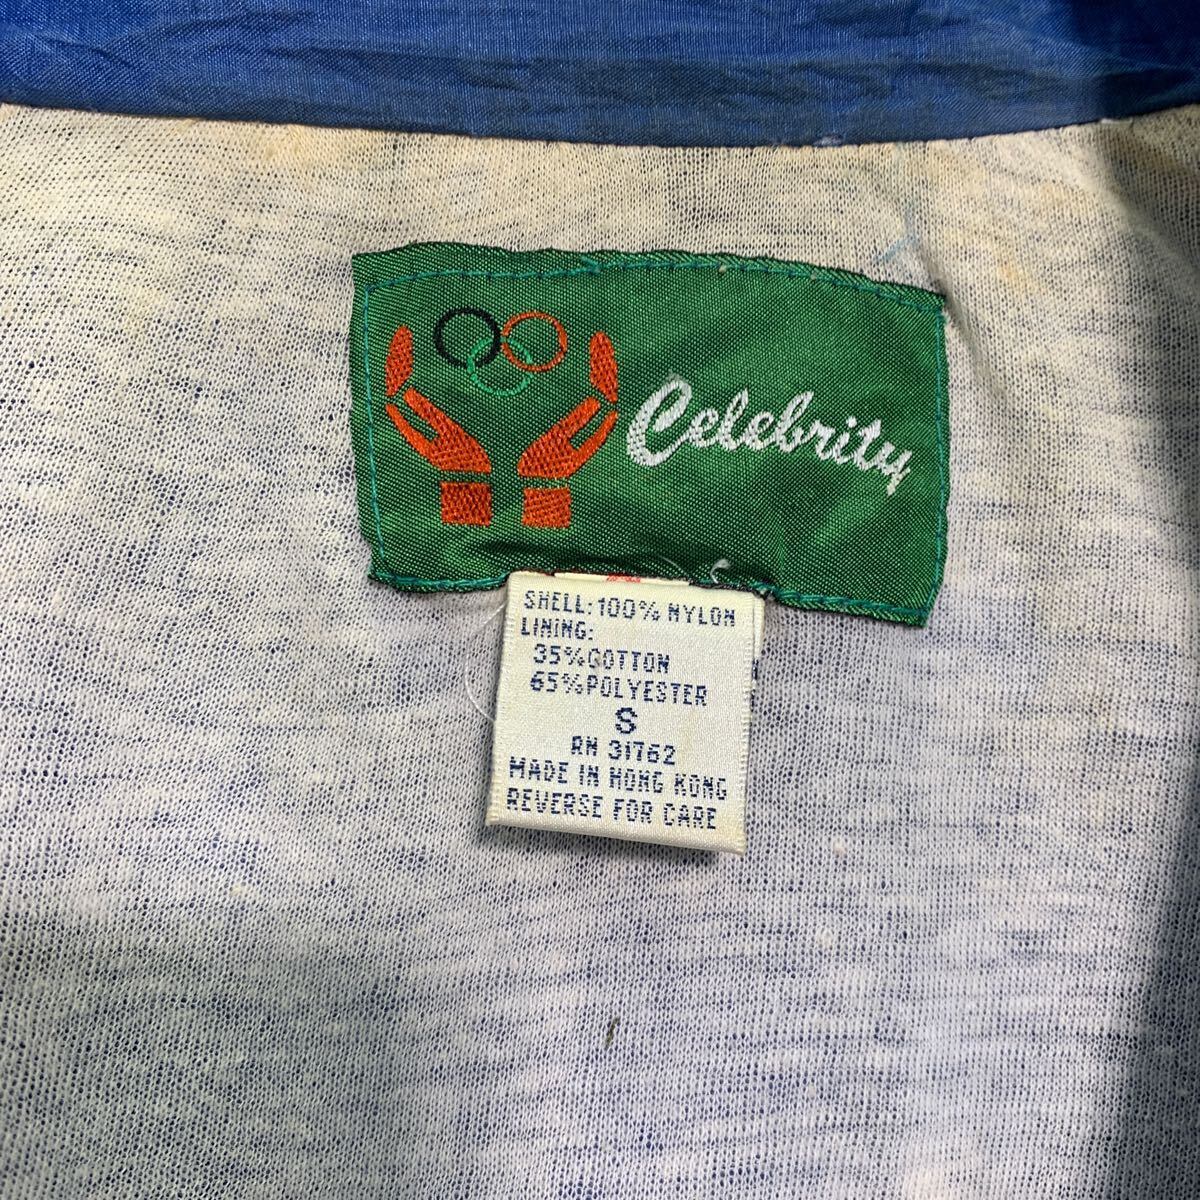 Celebrity
SHELL: 100% NYLON
LINING:
35% COTTON
65% POLYESTER
S
RN 31762
MADE IN HONG KONG
REVERSE FOR CARE